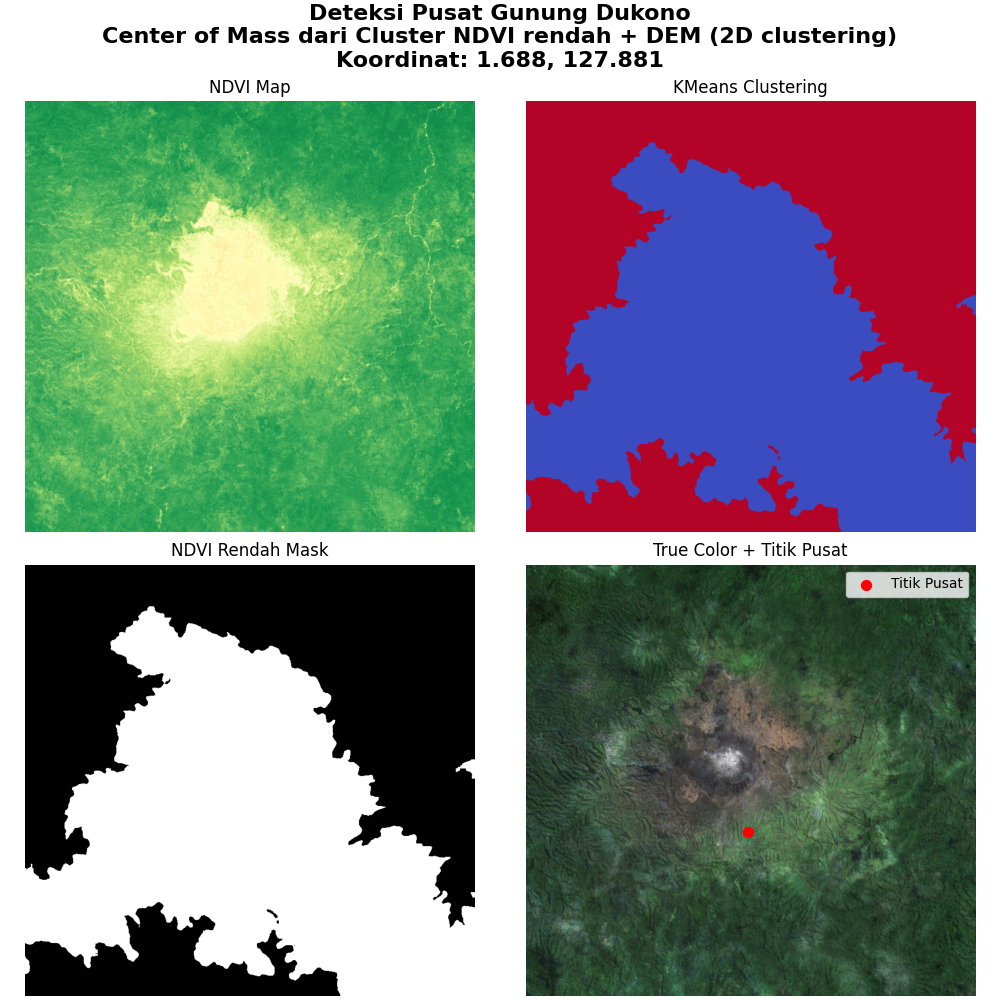 Deteksi Pusat Gunung Dukono
Center of Mass dari Cluster NDVI rendah + DEM (2D clustering)
Koordinat: 1.688, 127.881
NDVI Map
KMeans Clustering
NDVI Rendah Mask
True Color + Titik Pusat
Titik Pusat